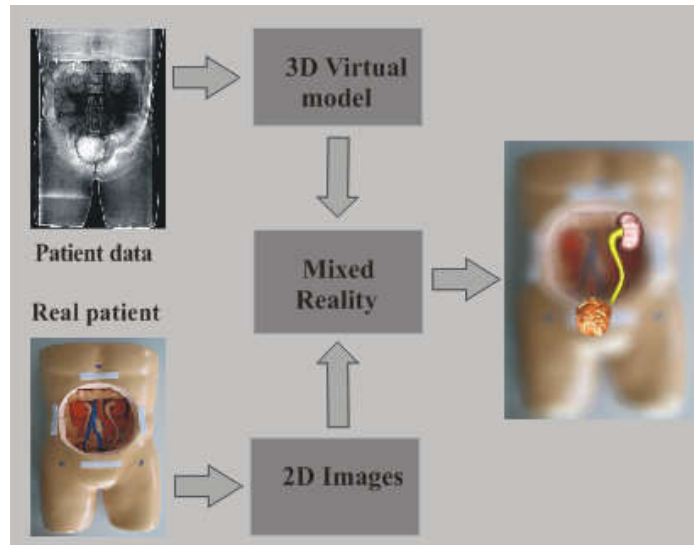 3D Virtual
model
Patient data
Mixed
Reality
Real patient
2D Images